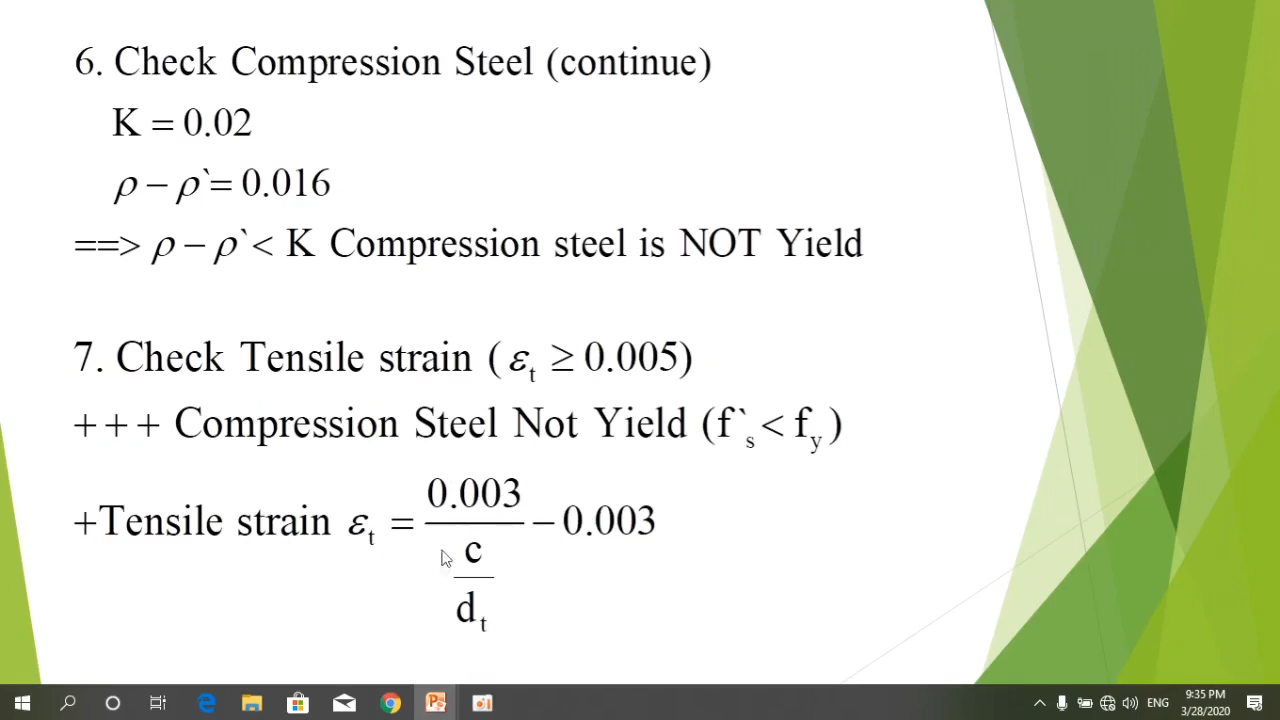 6. Check Compression Steel (continue)
K = 0.02
ρ − ρ` = 0.016
==> ρ − ρ` < K Compression steel is NOT Yield
7. Check Tensile strain ( εt ≥ 0.005)
+ + + Compression Steel Not Yield (f`s < fy)
+Tensile strain εt = 0.003 / (c / dt) − 0.003
ENG
9:35 PM
3/28/2020